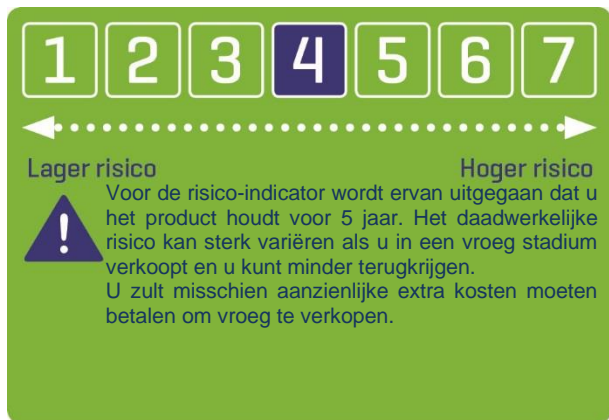 1 2 3 4 5 6 7
Lager risico Hoger risico
Voor de risico-indicator wordt ervan uitgegaan dat u
het product houdt voor 5 jaar. Het daadwerkelijke
risico kan sterk variëren als u in een vroeg stadium
verkoopt en u kunt minder terugkrijgen.
U zult misschien aanzienlijke extra kosten moeten
betalen om vroeg te verkopen.